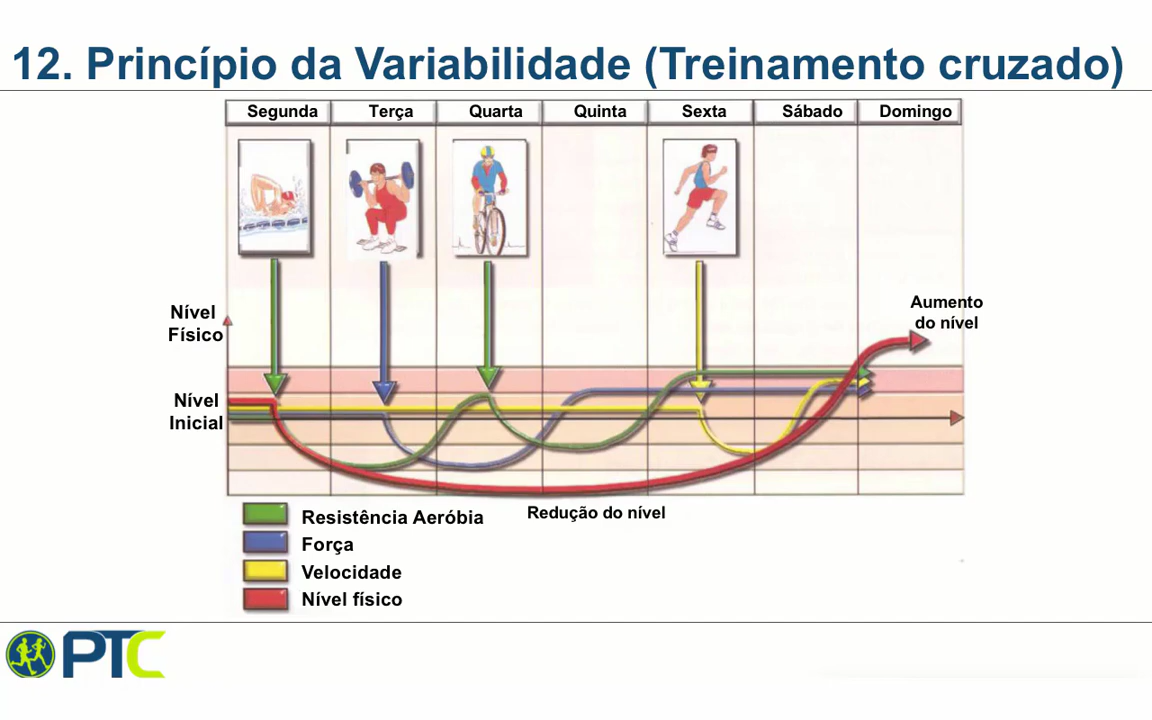 12. Princípio da Variabilidade (Treinamento cruzado)
Segunda Terça Quarta Quinta Sexta Sábado Domingo
Aumento
do nível
Nível
Físico
Nível
Inicial
Redução do nível
Resistência Aeróbia
Força
Velocidade
Nível físico
PTC